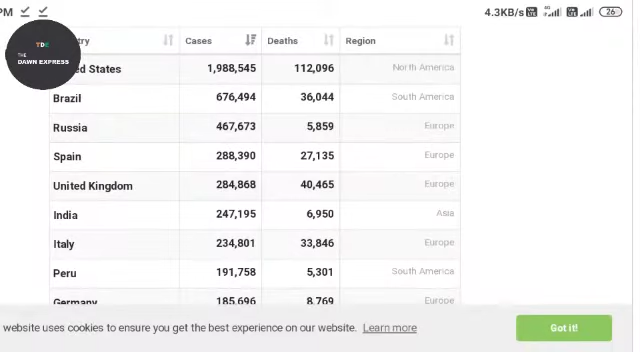 PM
4.3KB/s 4G VoLTE 26
try Cases Deaths Region
TDE
THE
DAWN EXPRESS
ed States 1,988,545 112,096 North America
Brazil 676,494 36,044 South America
Russia 467,673 5,859 Europe
Spain 288,390 27,135 Europe
United Kingdom 284,868 40,465 Europe
India 247,195 6,950 Asia
Italy 234,801 33,846 Europe
Peru 191,758 5,301 South America
Germany 185,696 8,769 Europe
website uses cookies to ensure you get the best experience on our website. Learn more
Got it!